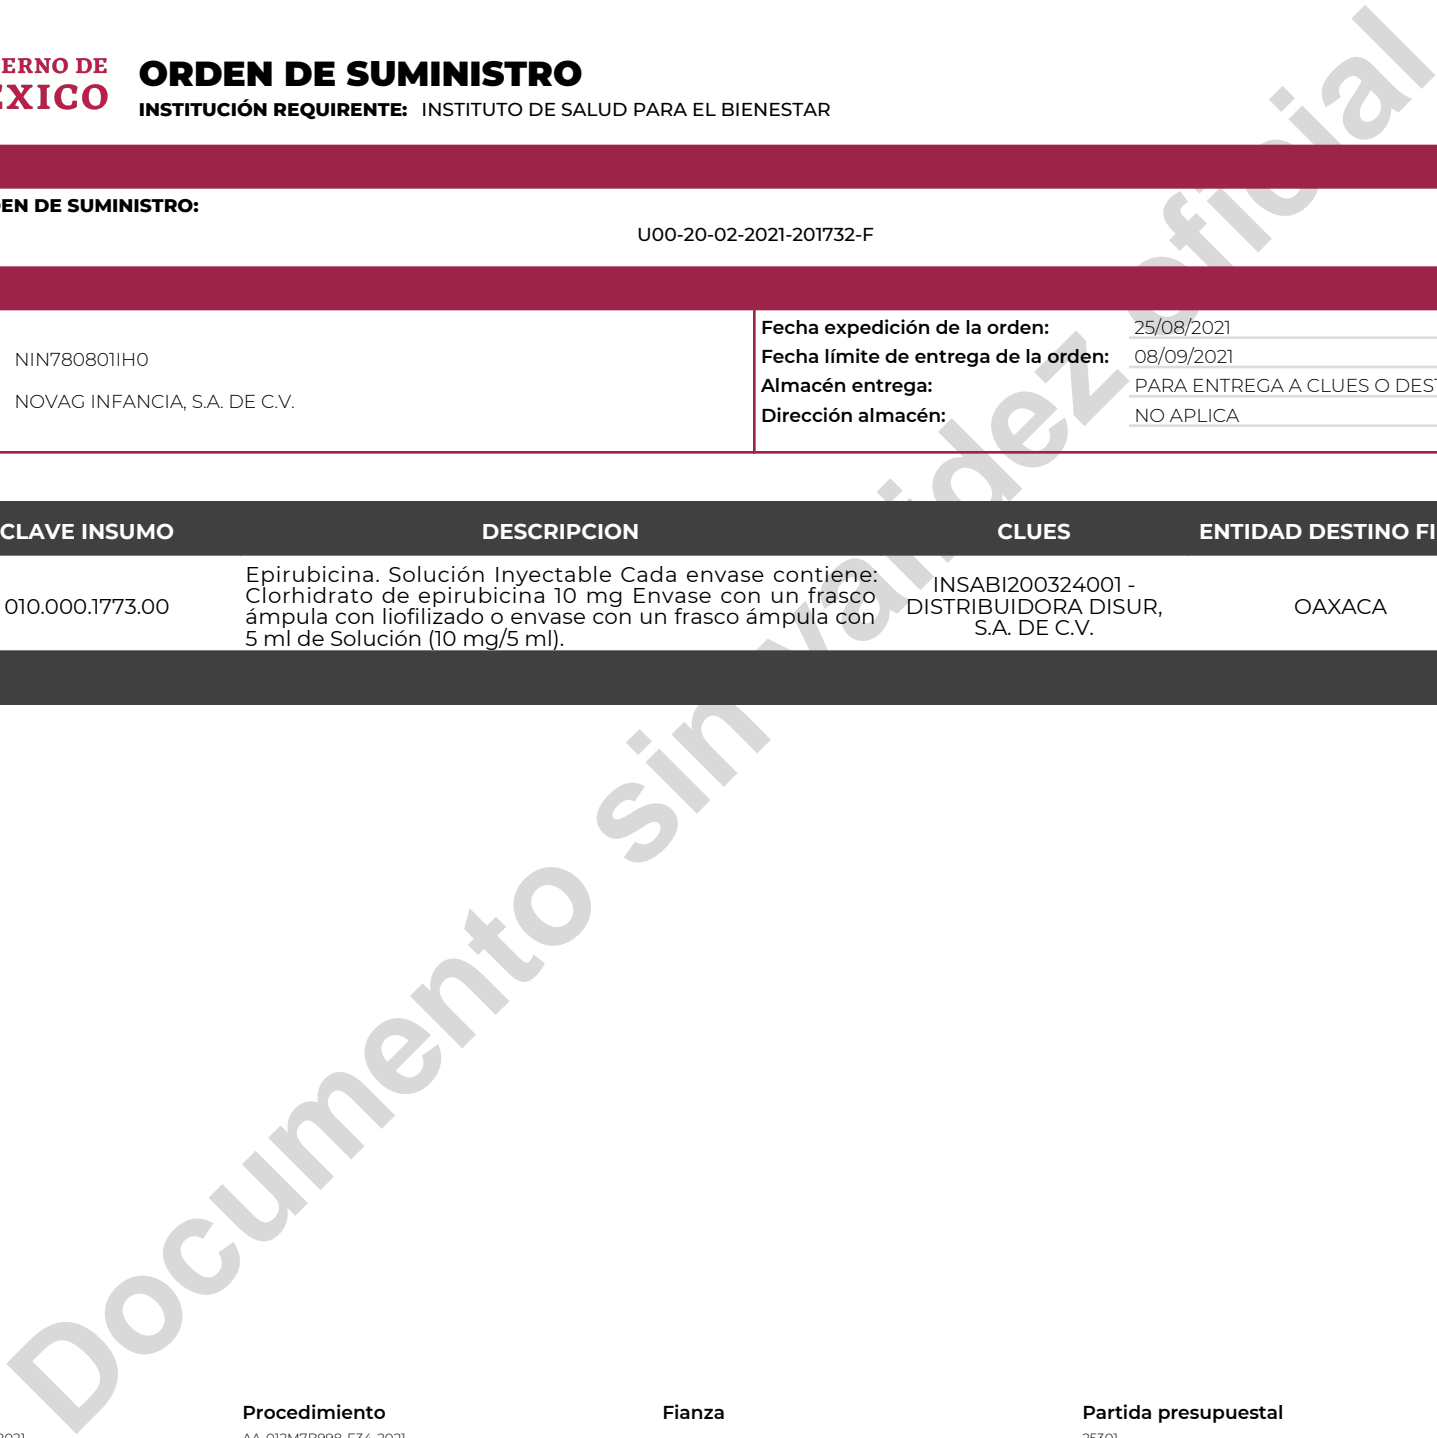 ERNO DE
EXICO
ORDEN DE SUMINISTRO
INSTITUCIÓN REQUIRENTE: INSTITUTO DE SALUD PARA EL BIENESTAR
EN DE SUMINISTRO:
U00-20-02-2021-201732-F
NIN780801IH0
NOVAG INFANCIA, S.A. DE C.V.
Fecha expedición de la orden: 25/08/2021
Fecha límite de entrega de la orden: 08/09/2021
Almacén entrega: PARA ENTREGA A CLUES O DEST
Dirección almacén: NO APLICA
CLAVE INSUMO DESCRIPCION CLUES ENTIDAD DESTINO FI
010.000.1773.00
Epirubicina. Solución Inyectable Cada envase contiene:
Clorhidrato de epirubicina 10 mg Envase con un frasco
ámpula con liofilizado o envase con un frasco ámpula con
5 ml de Solución (10 mg/5 ml).
INSABI200324001 -
DISTRIBUIDORA DISUR,
S.A. DE C.V.
OAXACA
Documento sin validez oficial
Procedimiento Fianza Partida presupuestal